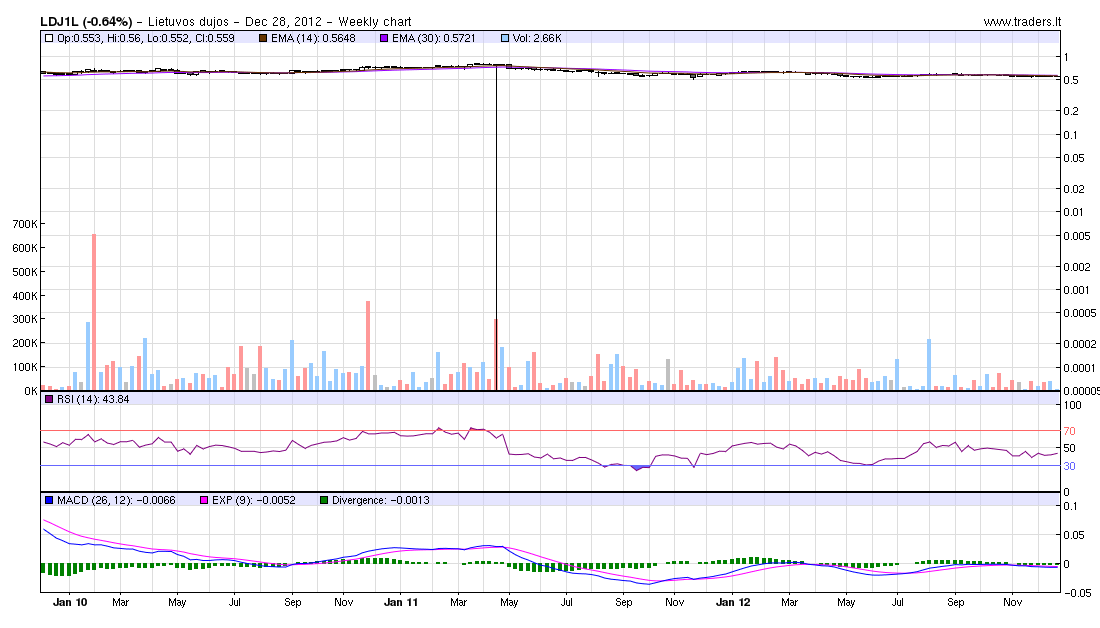 LDJ1L (-0.64%) - Lietuvos dujos - Dec 28, 2012 - Weekly chart www.traders.lt
Op:0.553, Hi:0.56, Lo:0.552, Cl:0.559 EMA (14): 0.5648 EMA (30): 0.5721 Vol: 2.66K
1
0.5
0.2
0.1
0.05
0.02
0.01
700K
0.005
600K
0.002
500K
0.001
400K
0.0005
300K
0.0002
200K
0.0001
100K
0K
0.00005
RSI (14): 43.84
100
70
50
30
0
MACD (26, 12): -0.0066 EXP (9): -0.0052 Divergence: -0.0013
0.1
0.05
0
-0.05
Jan 10 Mar May Jul Sep Nov Jan 11 Mar May Jul Sep Nov Jan 12 Mar May Jul Sep Nov